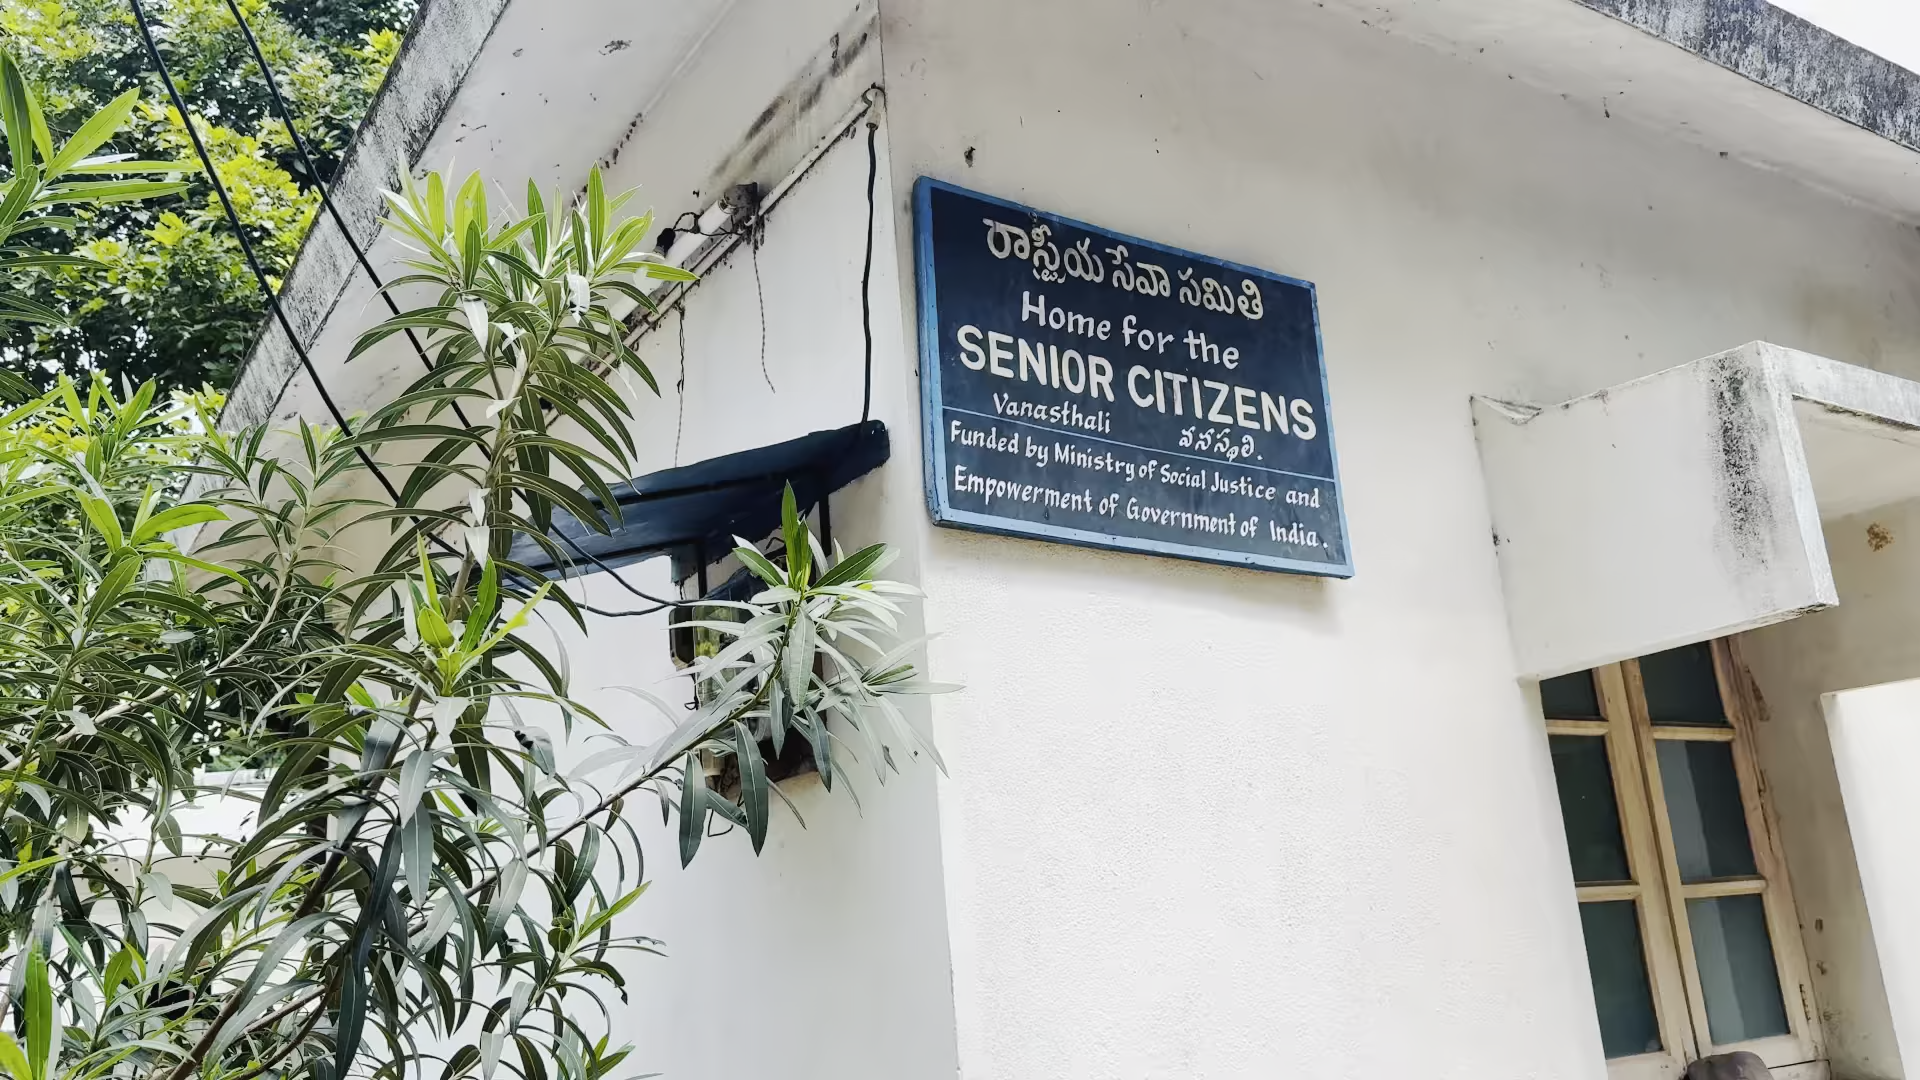 రాష్ట్రీయ సేవా సమితి
Home for the
SENIOR CITIZENS
Vanasthali వనస్థలి.
Funded by Ministry of Social Justice and
Empowerment of Government of India.